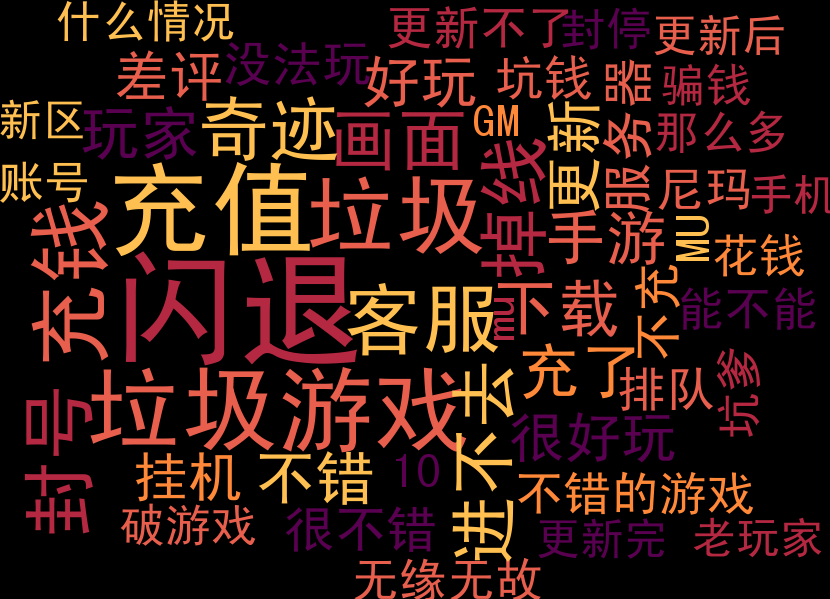 什么情况
更新不了
封停
更新后
差评
没法玩
好玩
坑钱
服务器
骗钱
新区
玩家
奇迹
画面
GM
更新
那么多
账号
充值
垃圾
掉线
手游
尼玛
手机
充钱
闪退
客服
下载
mu
MU
花钱
不充
能不能
垃圾游戏
进不去
充了
排队
坑爹
封号
挂机
不错
10
很好玩
不错的游戏
破游戏
很不错
更新完
老玩家
无缘无故